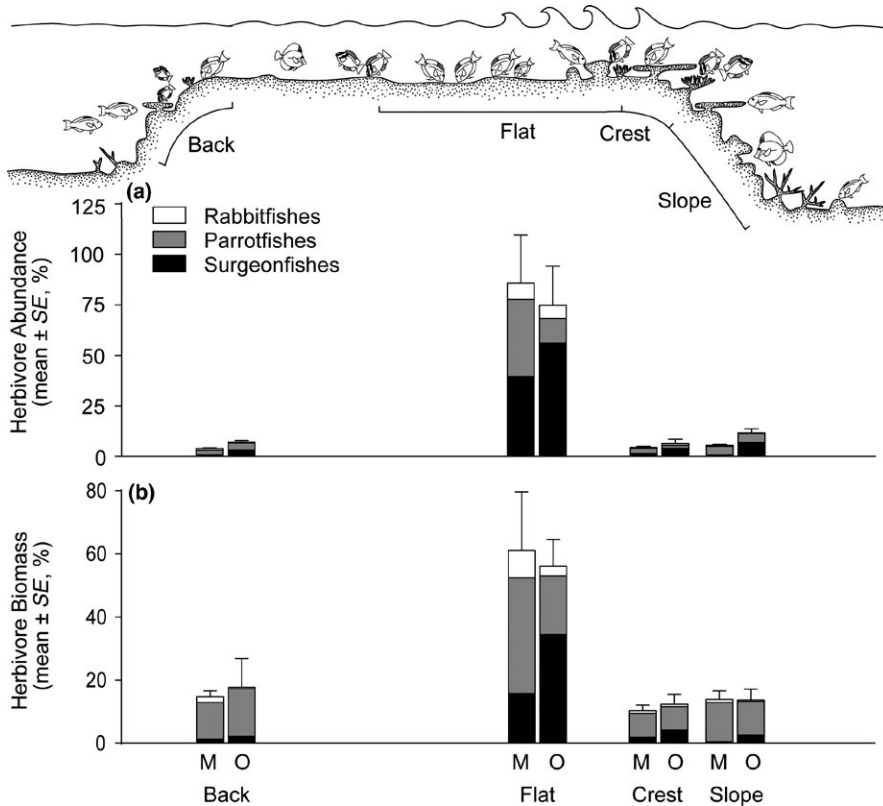 Back
Flat
Crest
Slope
(a)
125
100
75
50
25
0
Herbivore Abundance
(mean ± SE, %)
Rabbitfishes
Parrotfishes
Surgeonfishes
(b)
80
60
40
20
0
Herbivore Biomass
(mean ± SE, %)
M O M O M O M O
Back Flat Crest Slope